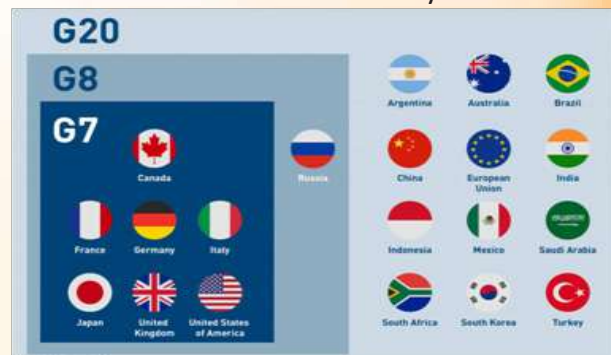 G20
G8
G7
Canada
France
Germany
Italy
Japan
United
Kingdom
United States
of America
Russia
Argentina
Australia
Brazil
China
European
Union
India
Indonesia
Mexico
Saudi Arabia
South Africa
South Korea
Turkey